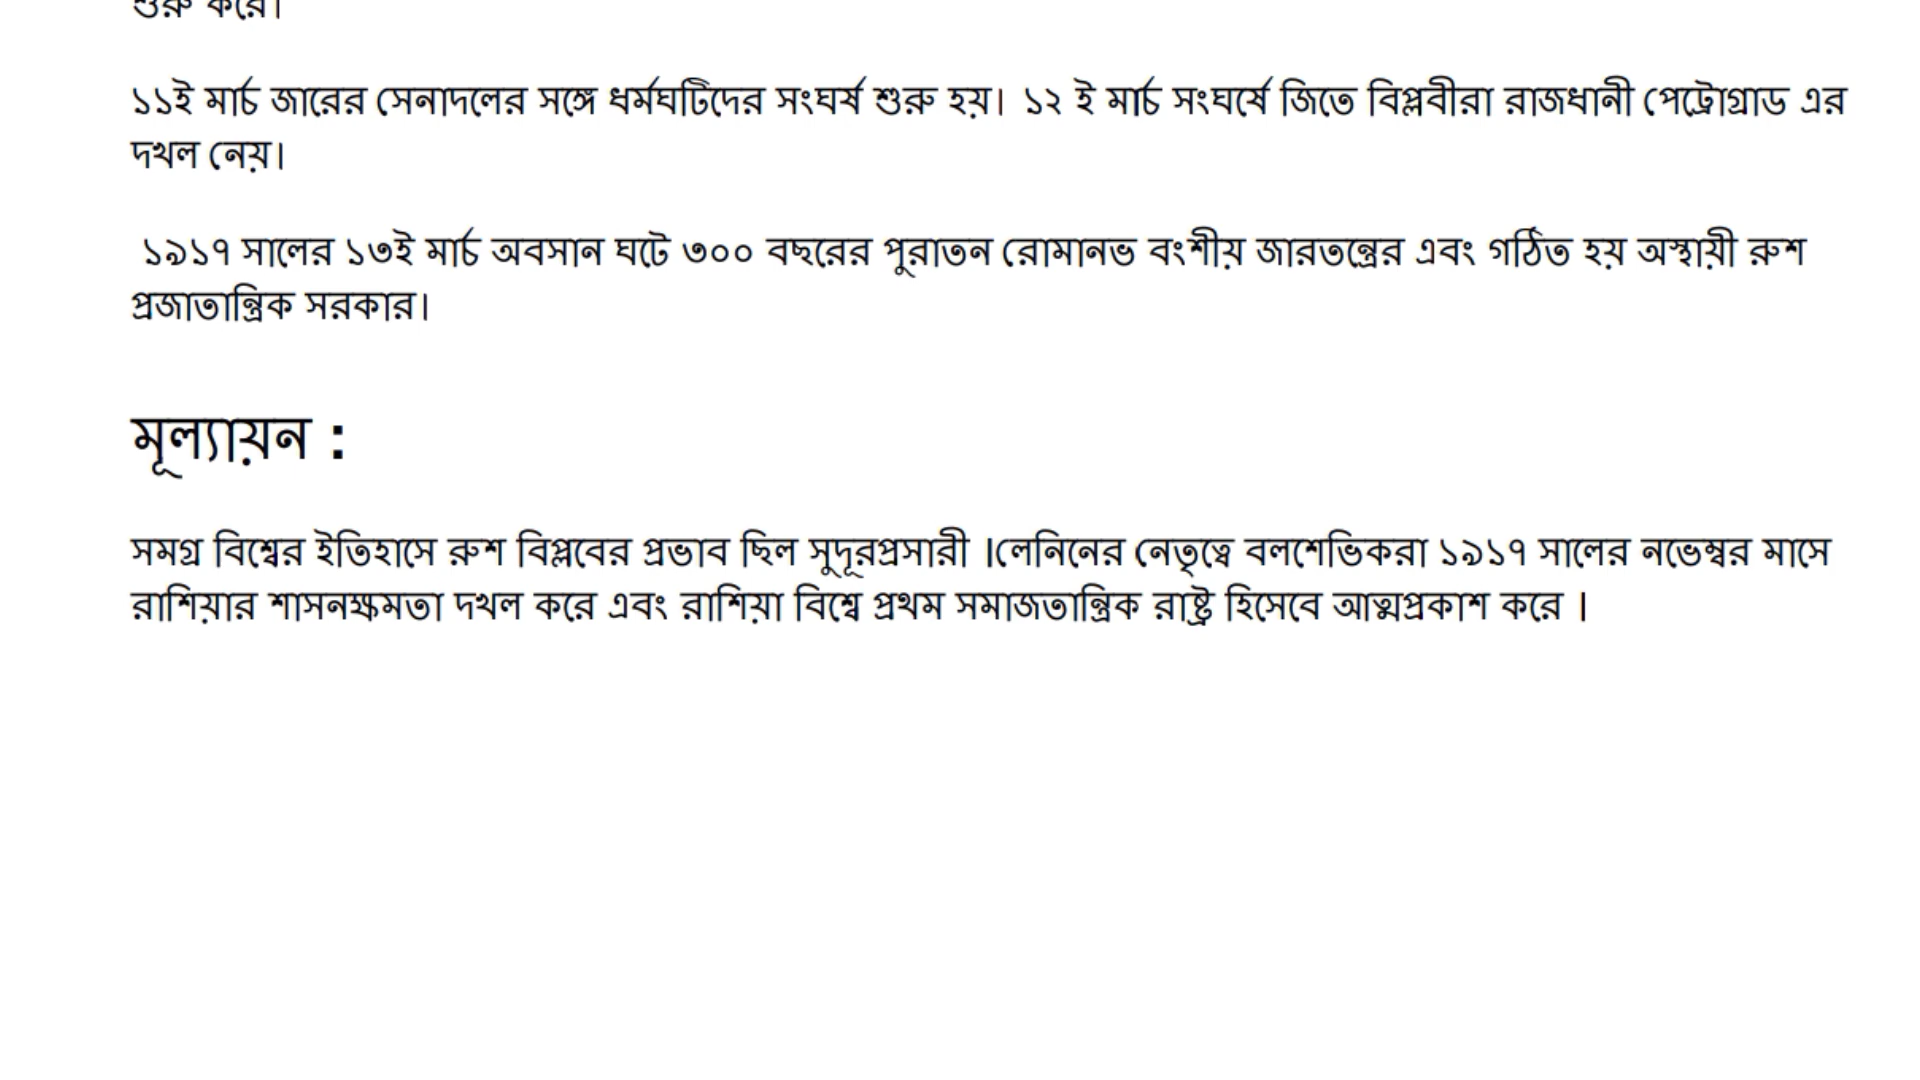 শুরু করে।
১১ই মার্চ জারের সেনাদলের সঙ্গে ধর্মঘটিদের সংঘর্ষ শুরু হয়। ১২ ই মার্চ সংঘর্ষে জিতে বিপ্লবীরা রাজধানী পেট্রোগ্রাড এর
দখল নেয়।
১৯১৭ সালের ১৩ই মার্চ অবসান ঘটে ৩০০ বছরের পুরাতন রোমানভ বংশীয় জারতন্ত্রের এবং গঠিত হয় অস্থায়ী রুশ
প্রজাতান্ত্রিক সরকার।
মূল্যায়ন :
সমগ্র বিশ্বের ইতিহাসে রুশ বিপ্লবের প্রভাব ছিল সুদূরপ্রসারী ।লেনিনের নেতৃত্বে বলশেভিকরা ১৯১৭ সালের নভেম্বর মাসে
রাশিয়ার শাসনক্ষমতা দখল করে এবং রাশিয়া বিশ্বে প্রথম সমাজতান্ত্রিক রাষ্ট্র হিসেবে আত্মপ্রকাশ করে ।